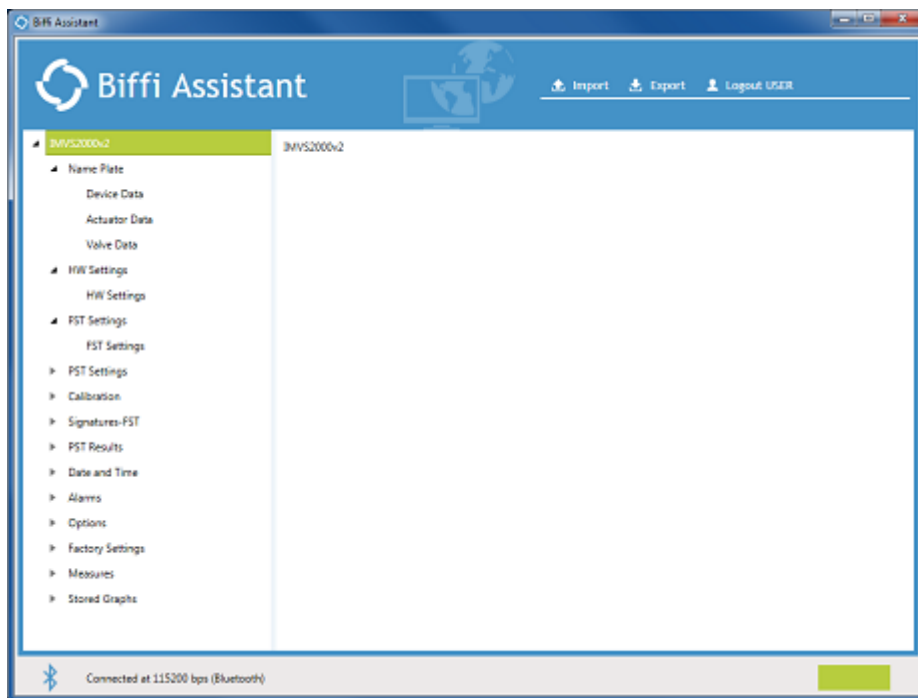 Biffi Assistant
Biffi Assistant
Import Export Logout USER
IMVS2000v2
IMVS2000v2
Name Plate
Device Data
Actuator Data
Valve Data
HW Settings
HW Settings
FST Settings
FST Settings
PST Settings
Calibration
Signatures-FST
PST Results
Date and Time
Alarms
Options
Factory Settings
Measures
Stored Graphs
Connected at 115200 bps (Bluetooth)